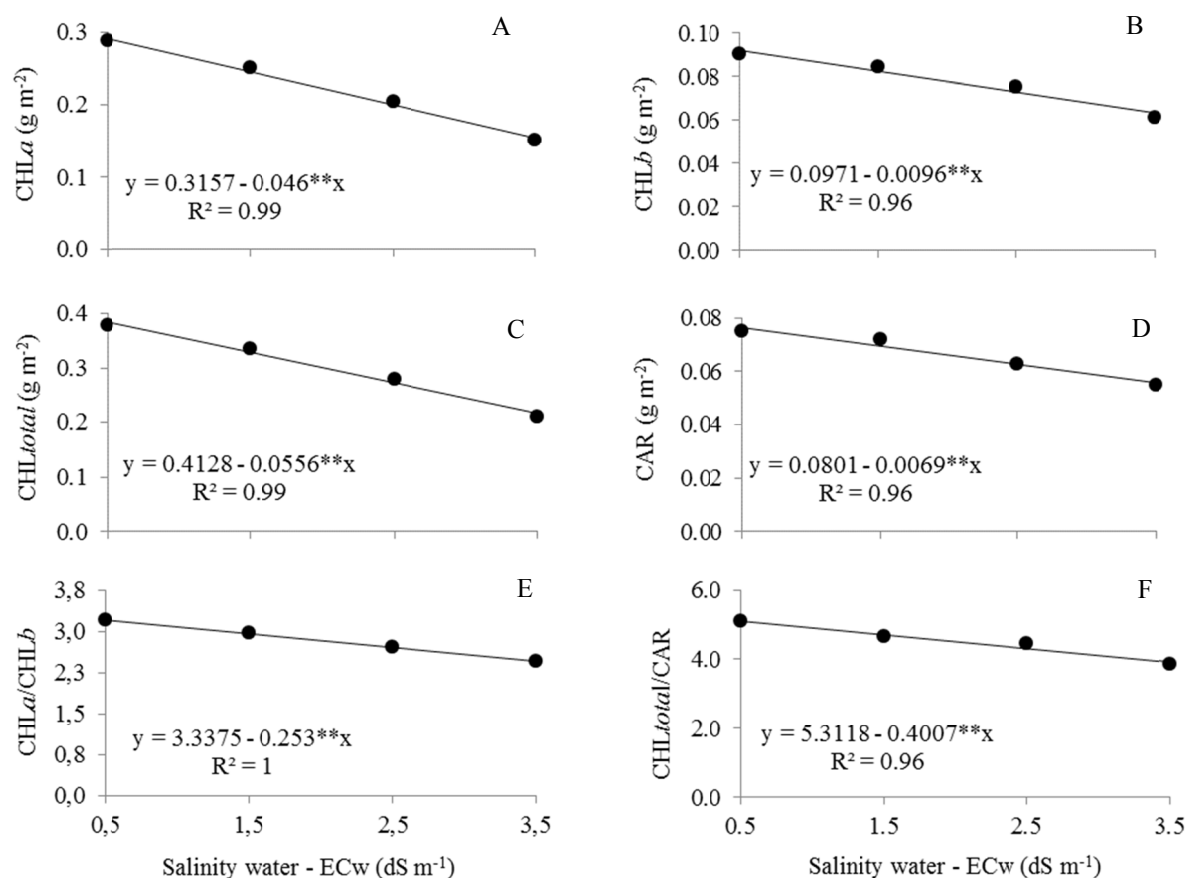 A
0.3
0.2
0.1
0.0
CHLa (g m-2)
y = 0.3157 - 0.046**x
R² = 0.99
B
0.10
0.08
0.06
0.04
0.02
0.00
CHLb (g m-2)
y = 0.0971 - 0.0096**x
R² = 0.96
C
0.4
0.3
0.2
0.1
0.0
CHLtotal (g m-2)
y = 0.4128 - 0.0556**x
R² = 0.99
D
0.08
0.06
0.04
0.02
0.00
CAR (g m-2)
y = 0.0801 - 0.0069**x
R² = 0.96
E
3,8
3,0
2,3
1,5
0,8
0,0
CHLa/CHLb
y = 3.3375 - 0.253**x
R² = 1
0,5 1,5 2,5 3,5
Salinity water - ECw (dS m-1)
F
6.0
4.0
2.0
0.0
CHLtotal/CAR
y = 5.3118 - 0.4007**x
R² = 0.96
0.5 1.5 2.5 3.5
Salinity water - ECw (dS m-1)